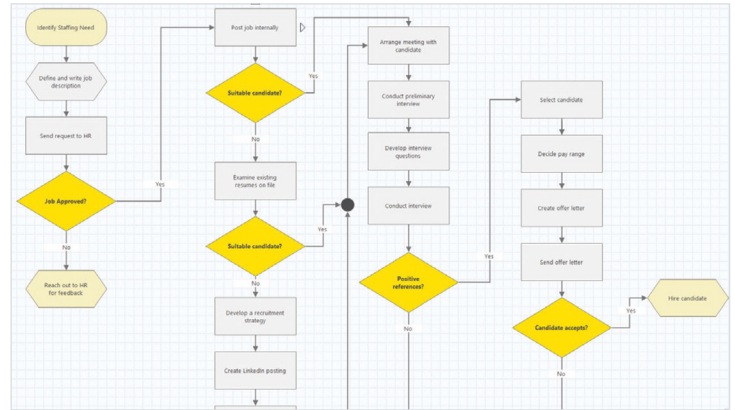 Identify Staffing Need
Define and write job
description
Send request to HR
Job Approved?
Yes
No
Reach out to HR
for feedback
Post job internally
Suitable candidate?
Yes
No
Examine existing
resumes on file
Suitable candidate?
Yes
No
Develop a recruitment
strategy
Create LinkedIn posting
Arrange meeting with
candidate
Conduct preliminary
interview
Develop interview
questions
Conduct interview
Positive
references?
Yes
No
Select candidate
Decide pay range
Create offer letter
Send offer letter
Candidate accepts?
Yes
No
Hire candidate